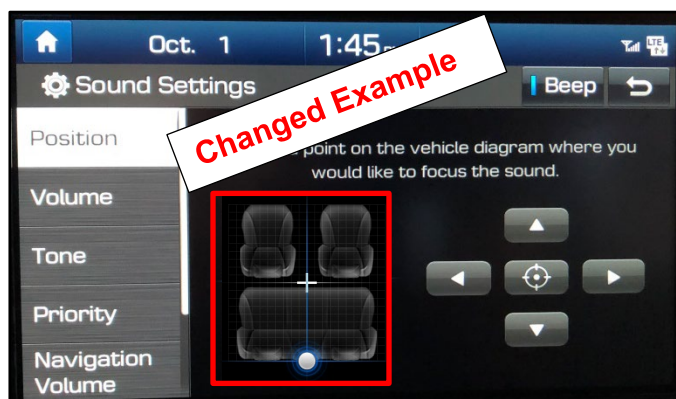 Oct. 1 1:45
LTE
Sound Settings
Beep
Changed Example
Position
point on the vehicle diagram where you
would like to focus the sound.
Volume
Tone
Priority
Navigation
Volume